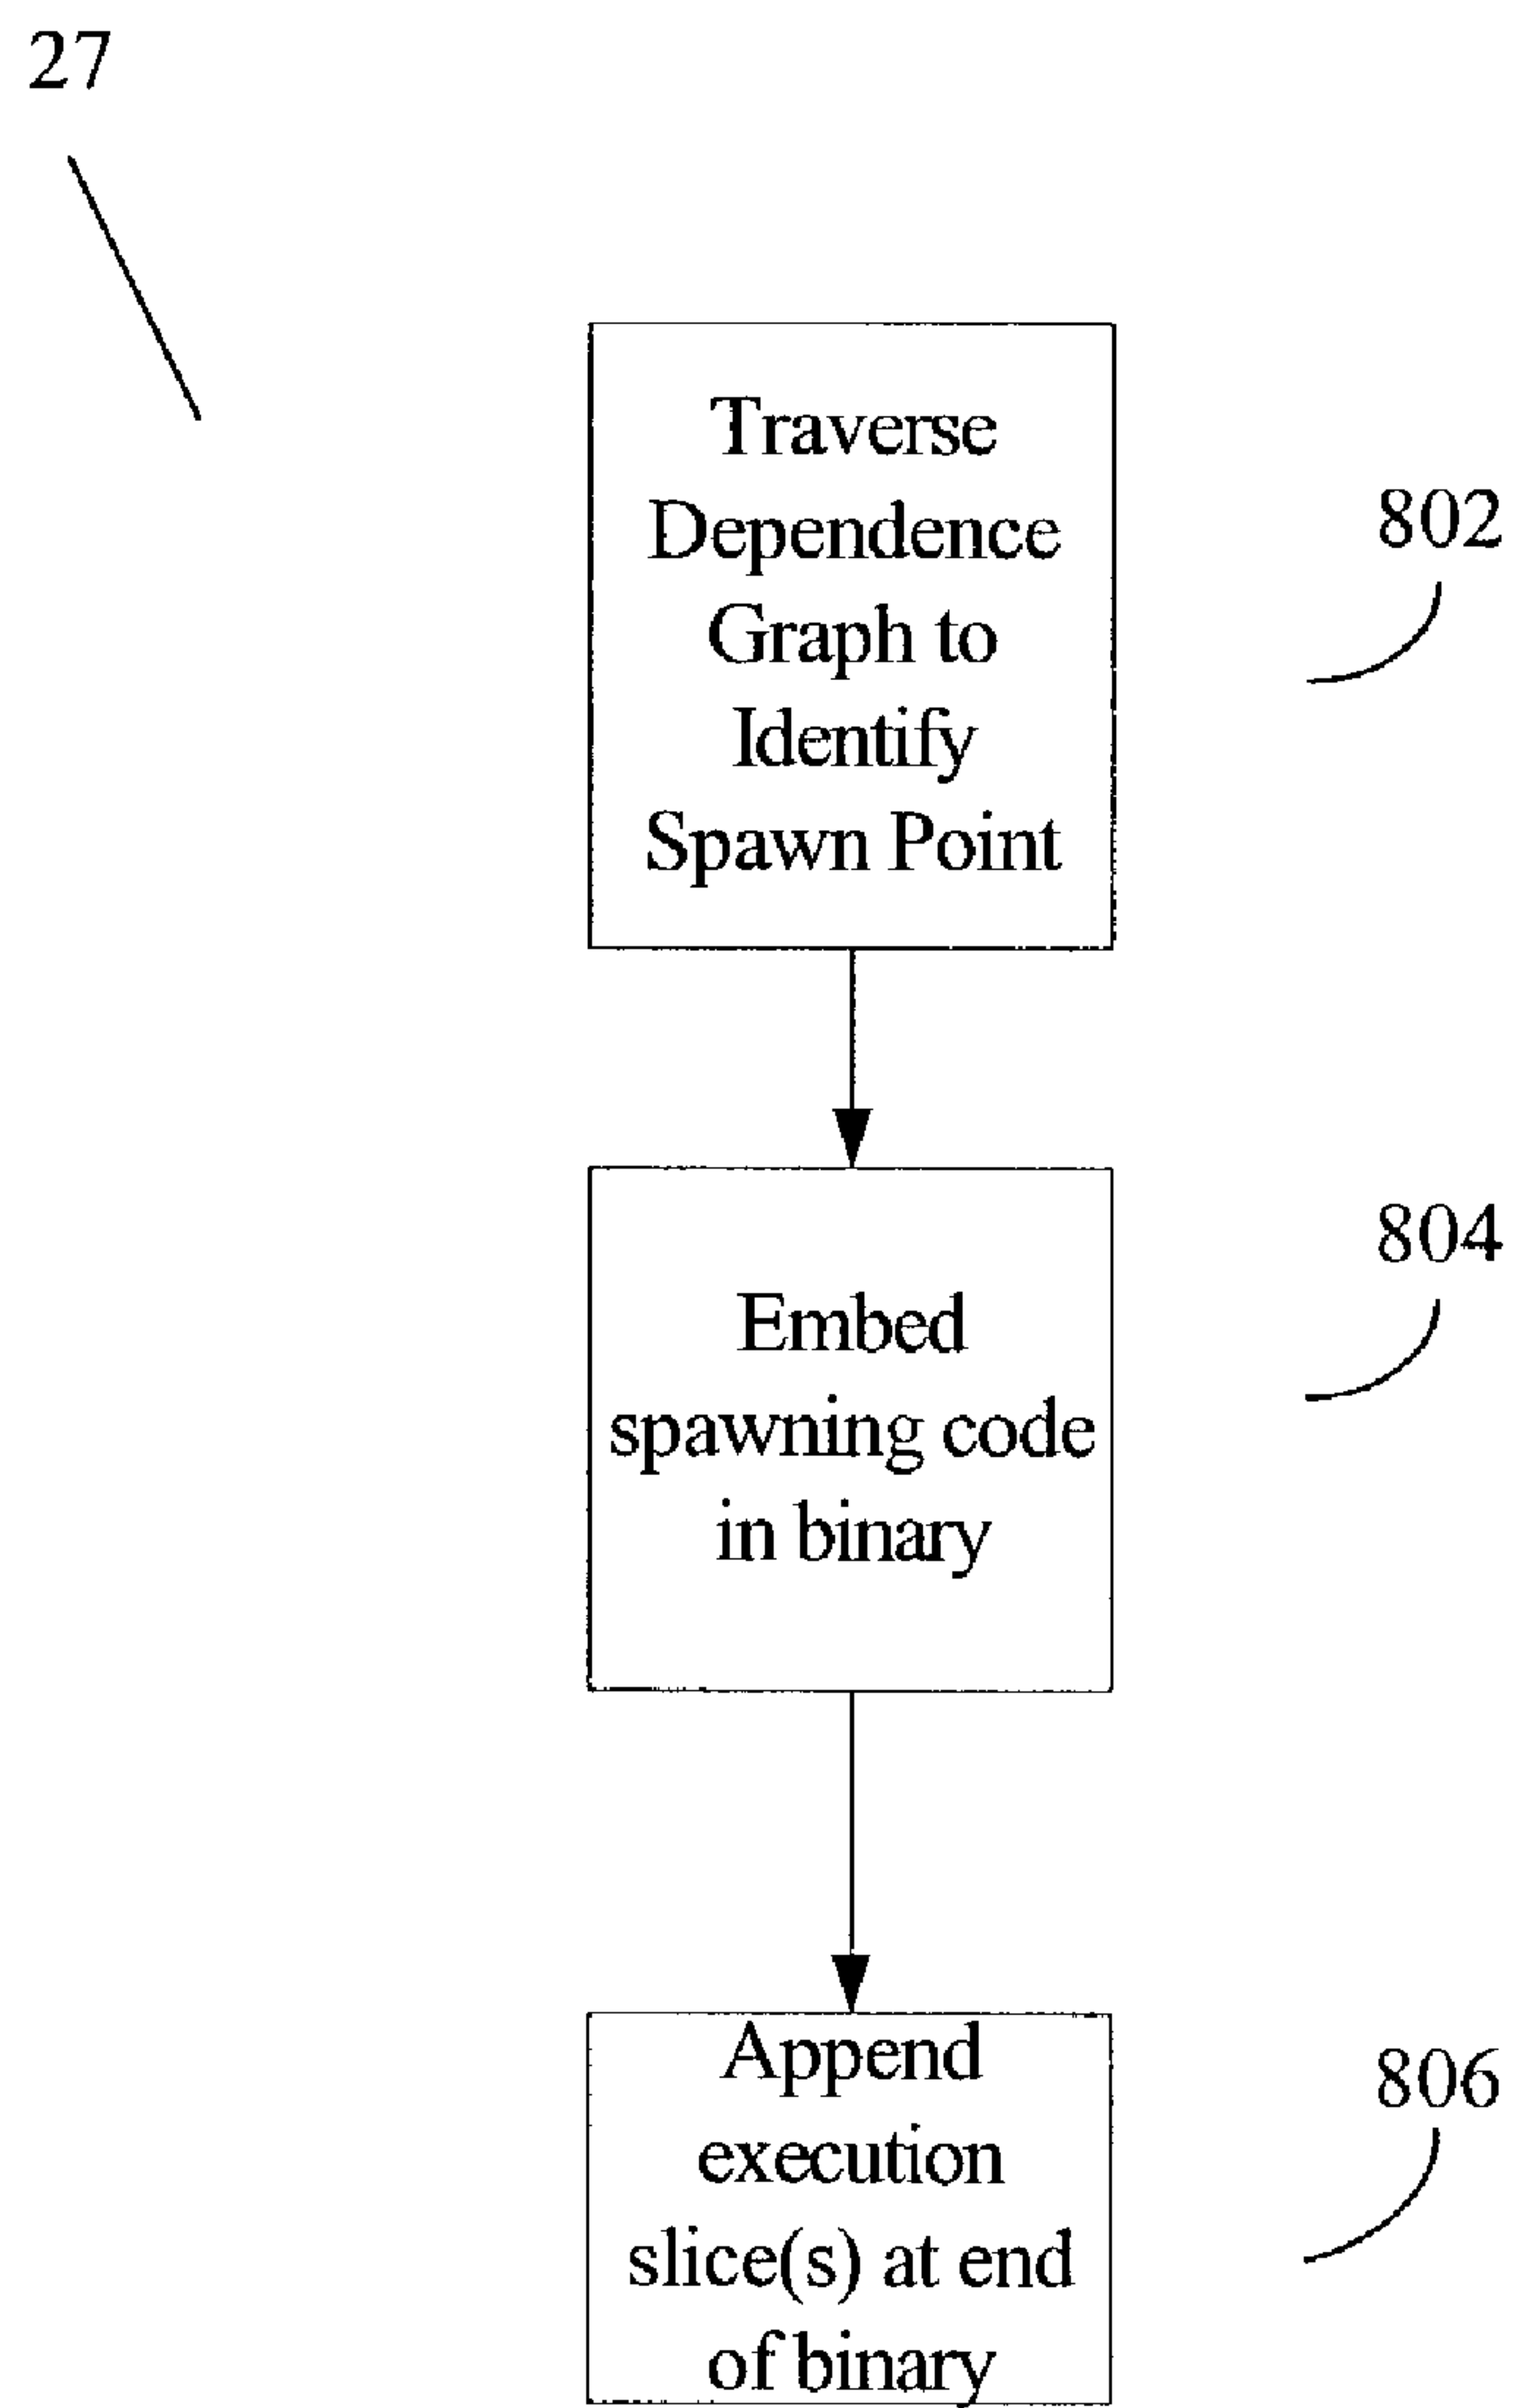 27
Traverse
Dependence
Graph to
Identify
Spawn Point
802
Embed
spawning code
in binary
804
Append
execution
slice(s) at end
of binary
806